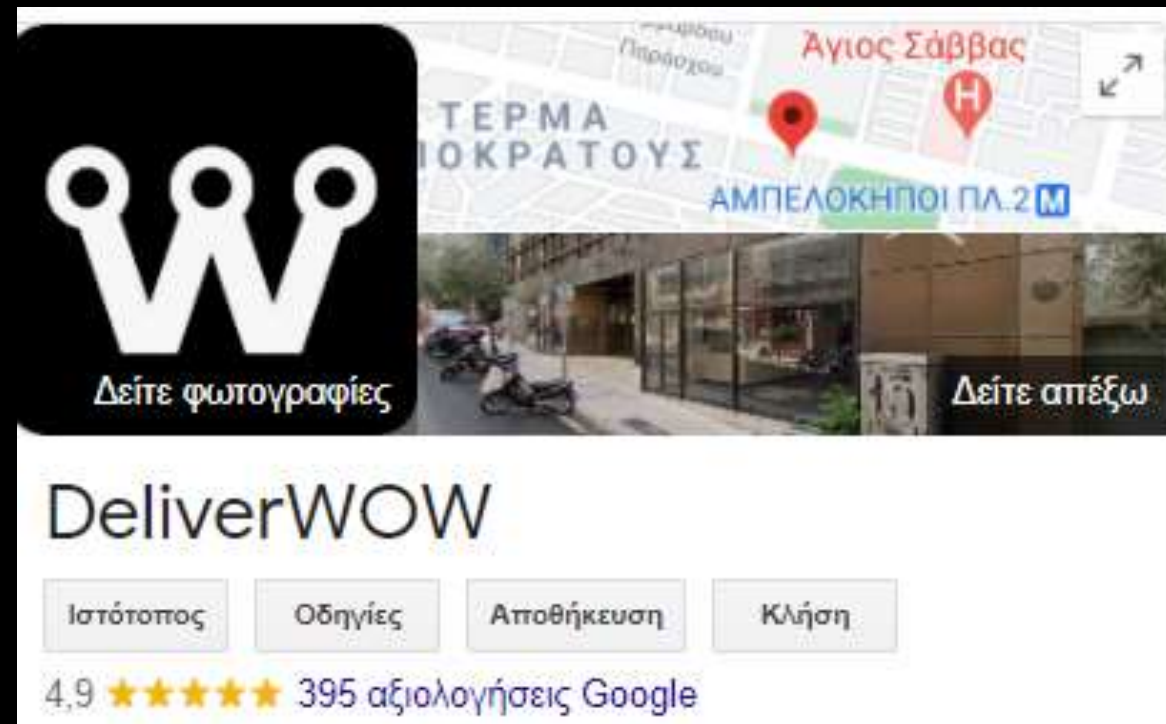 Παράσχου
Άγιος Σάββας
H
ΤΕΡΜΑ
ΙΟΚΡΑΤΟΥΣ
ΑΜΠΕΛΟΚΗΠΟΙ ΠΛ.2 M
W
Δείτε φωτογραφίες
Δείτε απέξω
DeliverWOW
Ιστότοπος Οδηγίες Αποθήκευση Κλήση
4,9 395 αξιολογήσεις Google